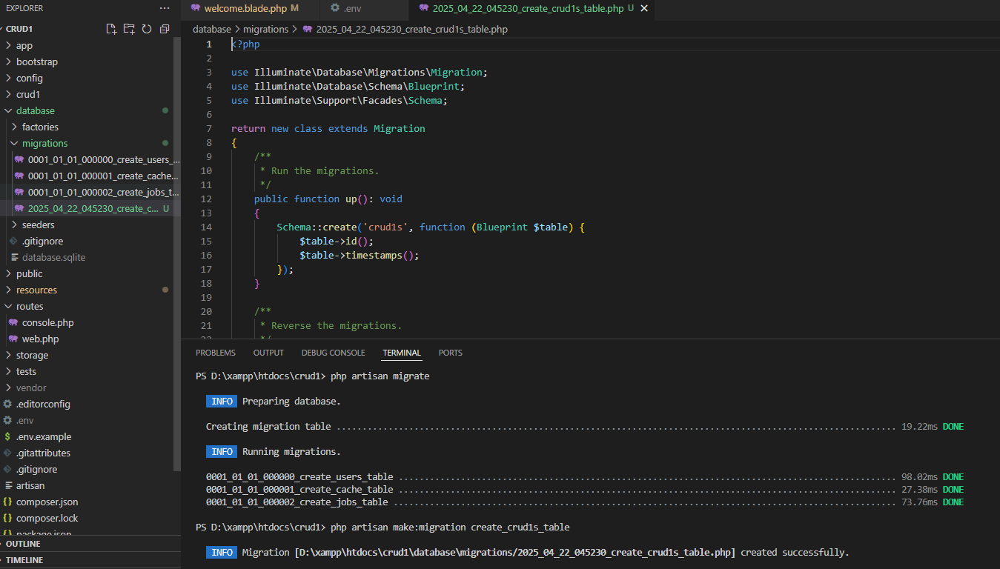 EXPLORER
CRUD1
app
bootstrap
config
crud1
database
factories
migrations
0001_01_01_000000_create_users_...
0001_01_01_000001_create_cache...
0001_01_01_000002_create_jobs_t...
2025_04_22_045230_create_c... U
seeders
.gitignore
database.sqlite
public
resources
routes
console.php
web.php
storage
tests
vendor
.editorconfig
.env
.env.example
.gitattributes
.gitignore
artisan
composer.json
composer.lock
package.json
OUTLINE
TIMELINE
welcome.blade.php M
.env
2025_04_22_045230_create_crud1s_table.php U
database > migrations > 2025_04_22_045230_create_crud1s_table.php
1 <?php
2
3 use Illuminate\Database\Migrations\Migration;
4 use Illuminate\Database\Schema\Blueprint;
5 use Illuminate\Support\Facades\Schema;
6
7 return new class extends Migration
8 {
9     /**
10      * Run the migrations.
11      */
12     public function up(): void
13     {
14         Schema::create('crud1s', function (Blueprint $table) {
15             $table->id();
16             $table->timestamps();
17         });
18     }
19
20     /**
21      * Reverse the migrations.
22      */
PROBLEMS OUTPUT DEBUG CONSOLE TERMINAL PORTS
PS D:\xampp\htdocs\crud1> php artisan migrate
INFO Preparing database.
Creating migration table ............................................................ 19.22ms DONE
INFO Running migrations.
0001_01_01_000000_create_users_table ............................................................ 98.02ms DONE
0001_01_01_000001_create_cache_table ............................................................ 27.38ms DONE
0001_01_01_000002_create_jobs_table ............................................................ 73.76ms DONE
PS D:\xampp\htdocs\crud1> php artisan make:migration create_crud1s_table
INFO Migration [D:\xampp\htdocs\crud1\database\migrations/2025_04_22_045230_create_crud1s_table.php] created successfully.